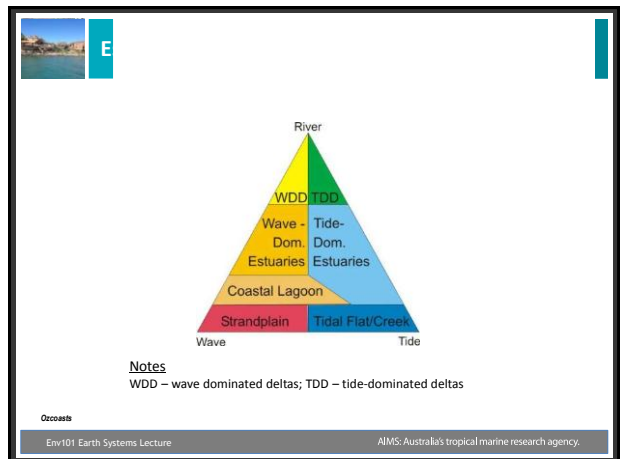 E
River
WDD TDD
Wave - Tide-
Dom. Dom.
Estuaries Estuaries
Coastal Lagoon
Strandplain Tidal Flat/Creek
Wave Tide
Notes
WDD – wave dominated deltas; TDD – tide-dominated deltas
Ozcoasts
Env101 Earth Systems Lecture AIMS: Australia's tropical marine research agency.